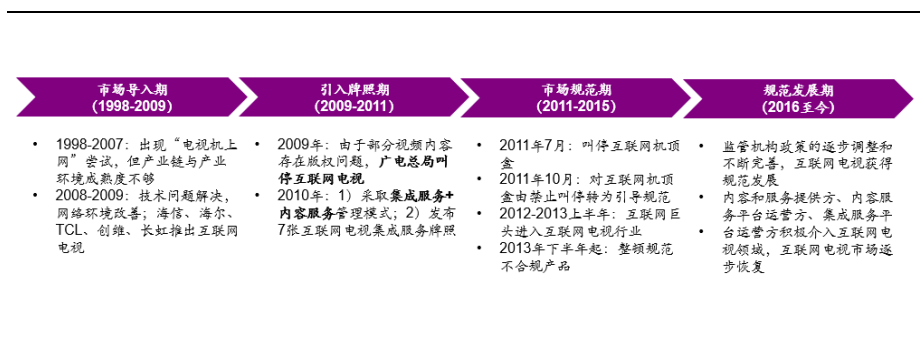 市场导入期
(1998-2009)
• 1998-2007：出现“电视机上
网”尝试，但产业链与产业
环境成熟度不够
• 2008-2009：技术问题解决，
网络环境改善；海信、海尔、
TCL、创维、长虹推出互联网
电视
引入牌照期
(2009-2011)
• 2009年：由于部分视频内容
存在版权问题，广电总局叫
停互联网电视
• 2010年：1）采取集成服务+
内容服务管理模式；2）发布
7张互联网电视集成服务牌照
市场规范期
(2011-2015)
• 2011年7月：叫停互联网机顶
盒
• 2011年10月：对互联网机顶
盒由禁止叫停转为引导规范
• 2012-2013上半年：互联网巨
头进入互联网电视行业
• 2013年下半年起：整顿规范
不合规产品
规范发展期
(2016至今)
• 监管机构政策的逐步调整和
不断完善，互联网电视获得
规范发展
• 内容和服务提供方、内容服
务平台运营方、集成服务平
• 台运营方积极介入互联网电
视领域，互联网电视市场逐
步恢复